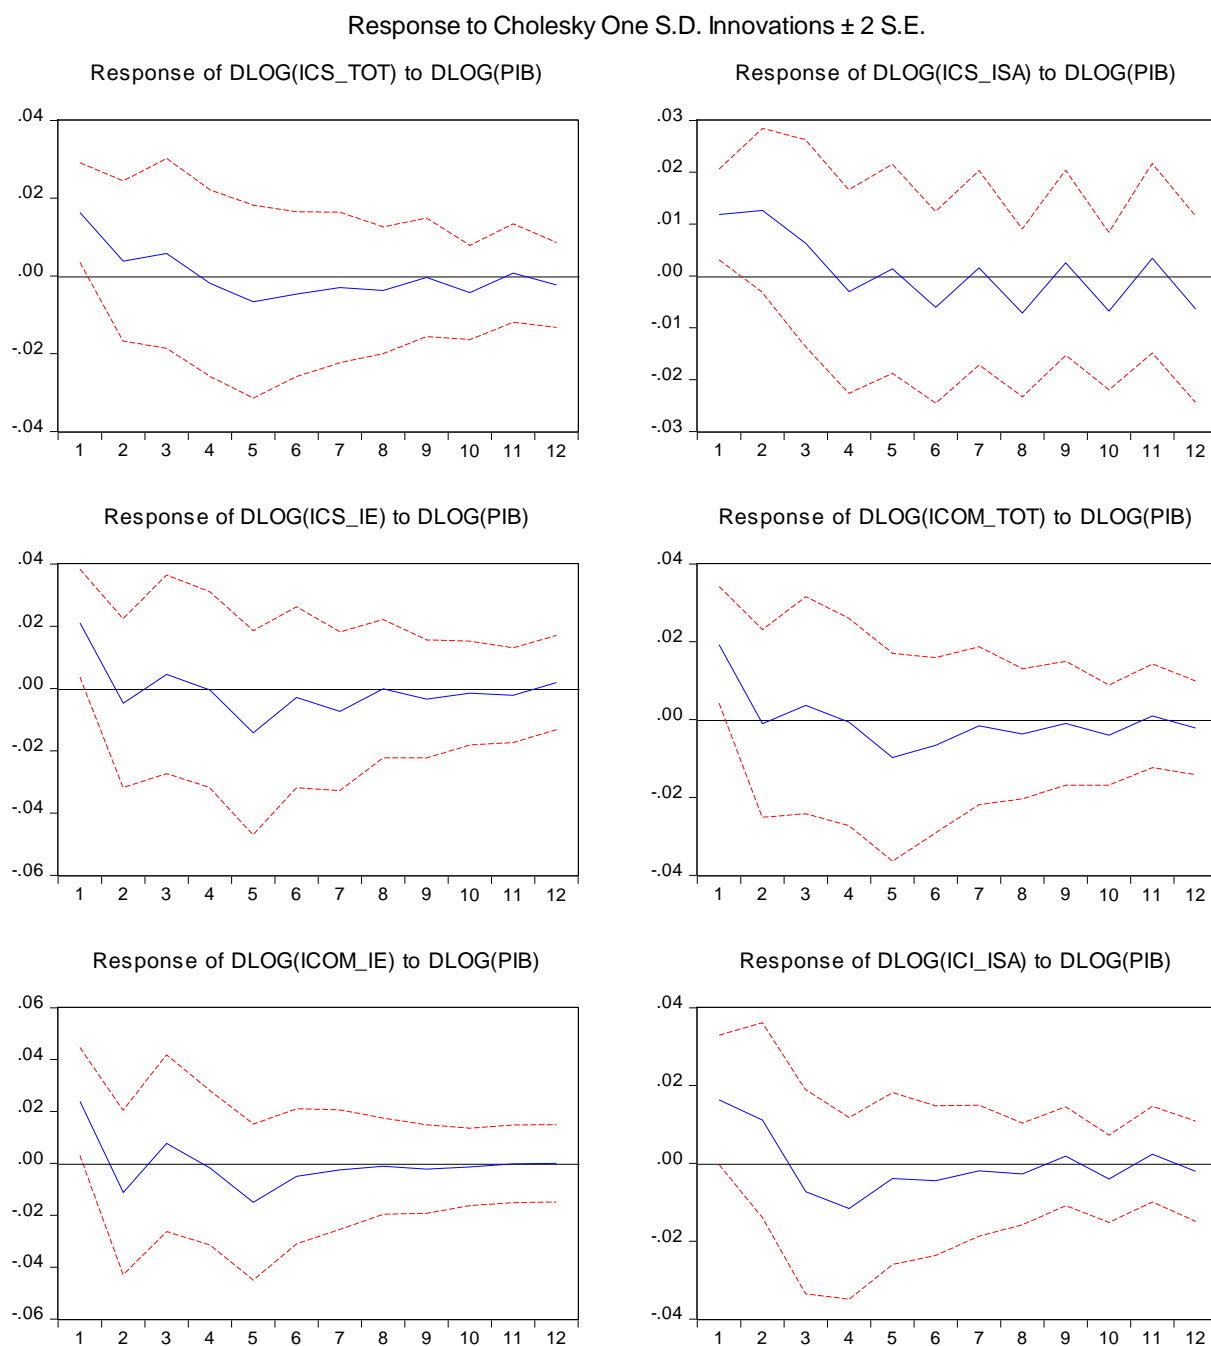 Response to Cholesky One S.D. Innovations ± 2 S.E.
Response of DLOG(ICS_TOT) to DLOG(PIB)
.04
.02
.00
-.02
-.04
1 2 3 4 5 6 7 8 9 10 11 12
Response of DLOG(ICS_ISA) to DLOG(PIB)
.03
.02
.01
.00
-.01
-.02
-.03
1 2 3 4 5 6 7 8 9 10 11 12
Response of DLOG(ICS_IE) to DLOG(PIB)
.04
.02
.00
-.02
-.04
-.06
1 2 3 4 5 6 7 8 9 10 11 12
Response of DLOG(ICOM_TOT) to DLOG(PIB)
.04
.02
.00
-.02
-.04
1 2 3 4 5 6 7 8 9 10 11 12
Response of DLOG(ICOM_IE) to DLOG(PIB)
.06
.04
.02
.00
-.02
-.04
-.06
1 2 3 4 5 6 7 8 9 10 11 12
Response of DLOG(ICI_ISA) to DLOG(PIB)
.04
.02
.00
-.02
-.04
1 2 3 4 5 6 7 8 9 10 11 12